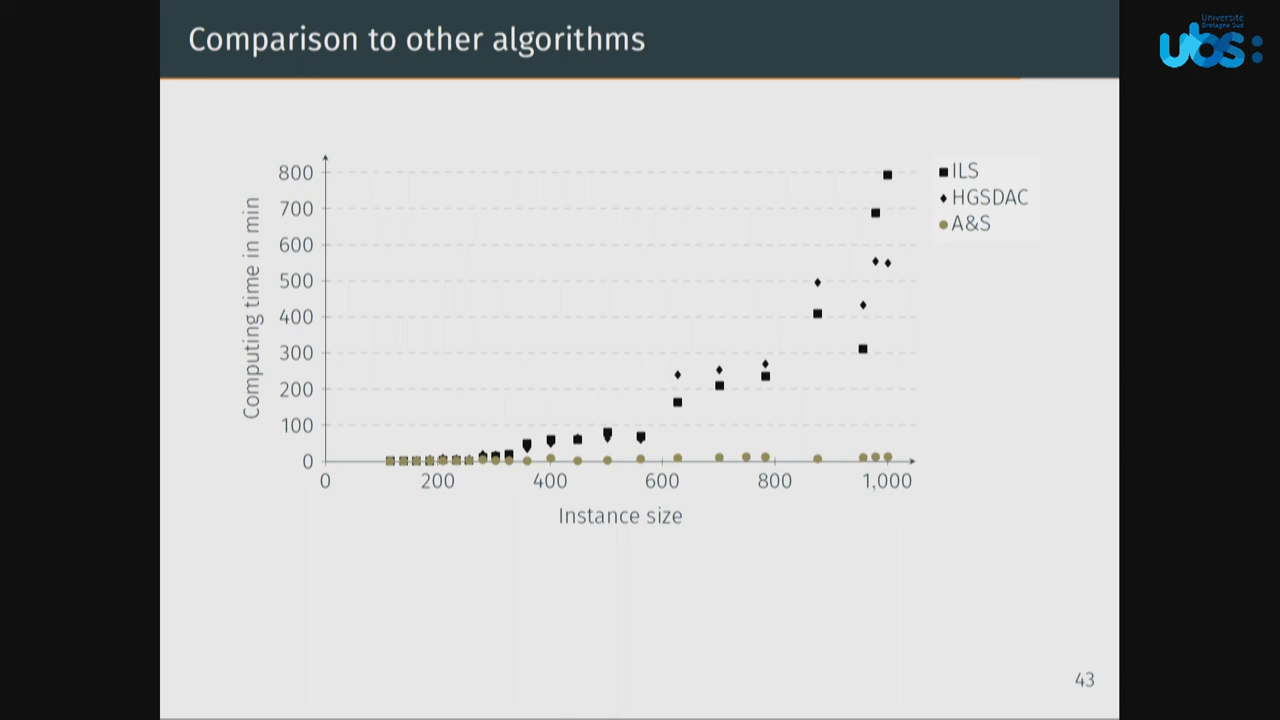 Comparison to other algorithms
Université
Bretagne Sud
ubs:
800
700
600
500
400
300
200
100
0
Computing time in min
0
200
400
600
800
1,000
Instance size
ILS
HGSDAC
A&S
43